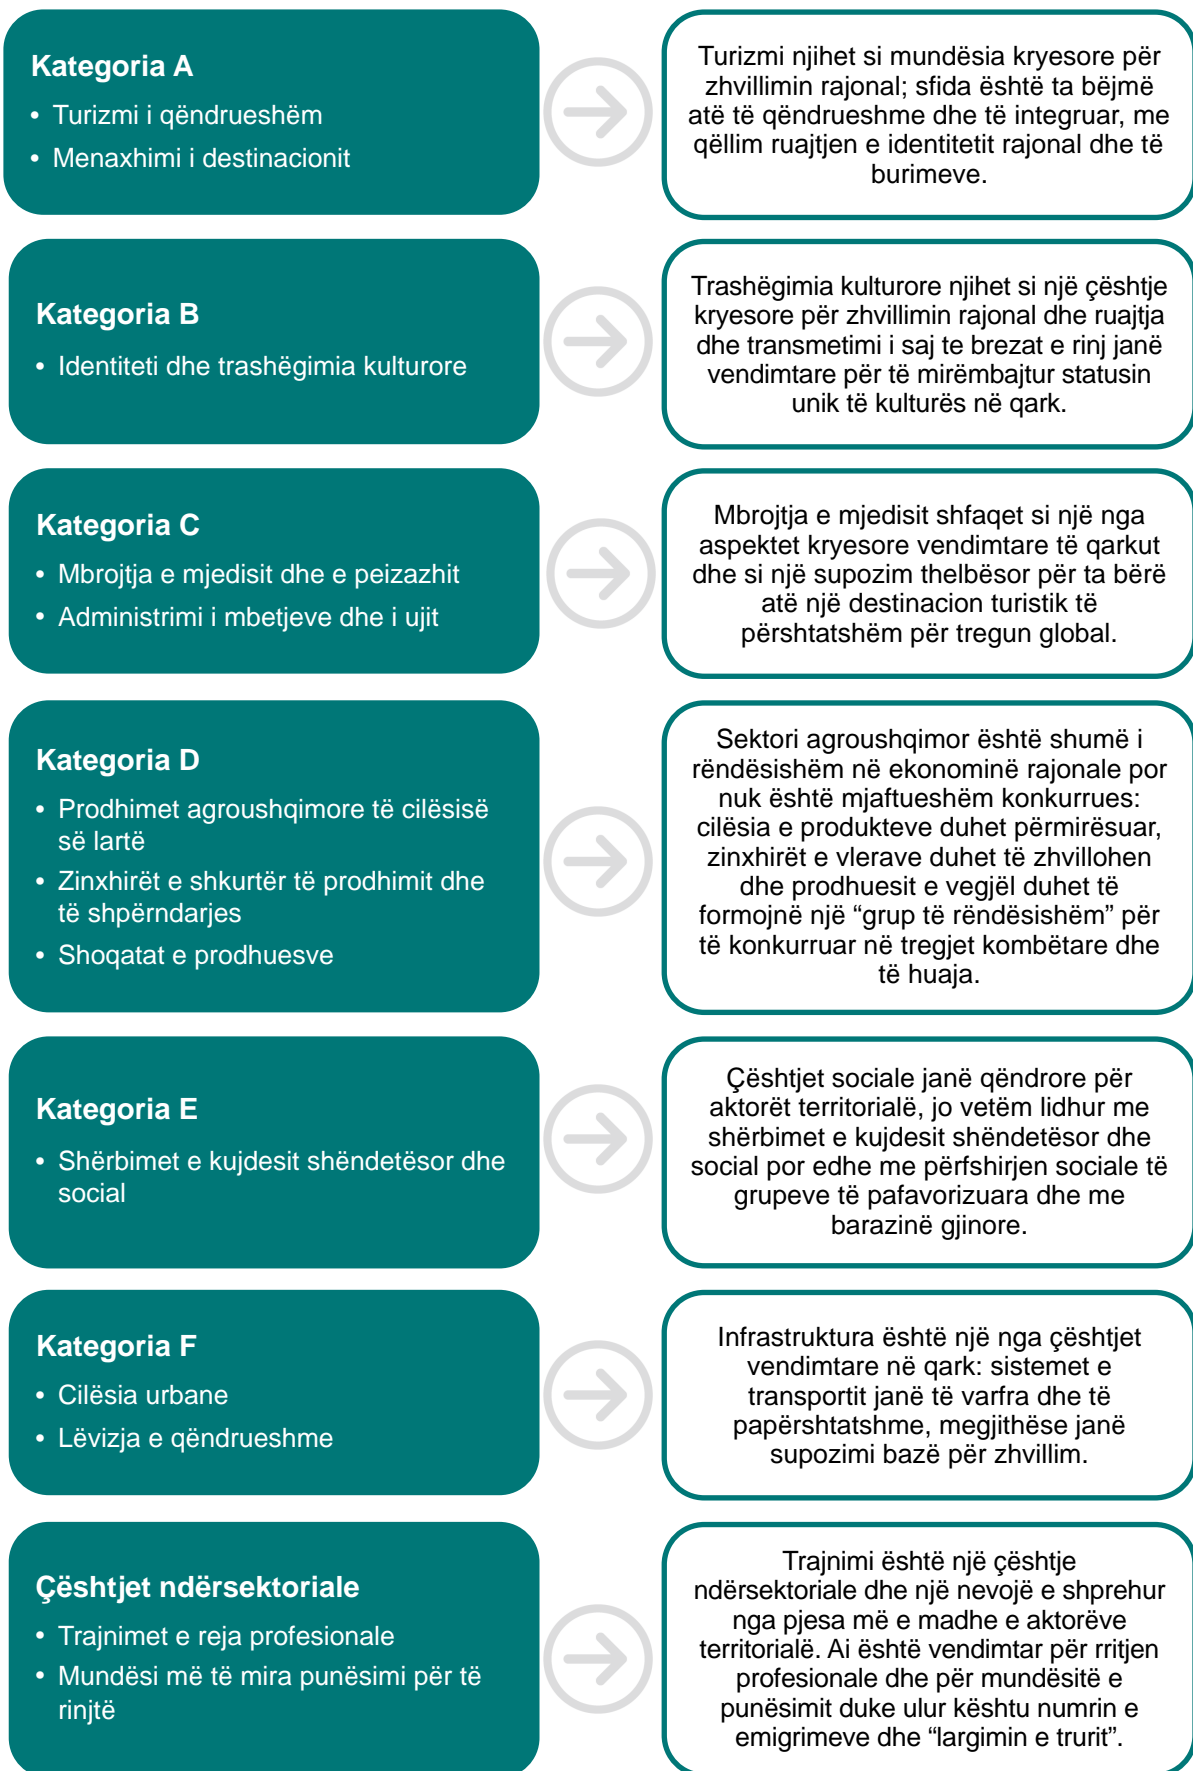 Kategoria A
• Turizmi i qëndrueshëm
• Menaxhimi i destinacionit
Turizmi njihet si mundësia kryesore për
zhvillimin rajonal; sfida është ta bëjmë
atë të qëndrueshme dhe të integruar, me
qëllim ruajtjen e identitetit rajonal dhe të
burimeve.
Kategoria B
• Identiteti dhe trashëgimia kulturore
Trashëgimia kulturore njihet si një çështje
kryesore për zhvillimin rajonal dhe ruajtja
dhe transmetimi i saj te brezat e rinj janë
vendimtare për të mirëmbajtur statusin
unik të kulturës në qark.
Kategoria C
• Mbrojtja e mjedisit dhe e peizazhit
• Administrimi i mbetjeve dhe i ujit
Mbrojtja e mjedisit shfaqet si një nga
aspektet kryesore vendimtare të qarkut
dhe si një supozim thelbësor për ta bërë
atë një destinacion turistik të
përshtatshëm për tregun global.
Kategoria D
• Prodhimet agroushqimore të cilësisë
së lartë
• Zinxhirët e shkurtër të prodhimit dhe
të shpërndarjes
• Shoqatat e prodhuesve
Sektori agroushqimor është shumë i
rëndësishëm në ekonominë rajonale por
nuk është mjaftueshëm konkurrues:
cilësia e produkteve duhet përmirësuar,
zinxhirët e vlerave duhet të zhvillohen
dhe prodhuesit e vegjël duhet të
formojnë një “grup të rëndësishëm” për
të konkurruar në tregjet kombëtare dhe
të huaja.
Kategoria E
• Shërbimet e kujdesit shëndetësor dhe
social
Çështjet sociale janë qëndrore për
aktorët territorialë, jo vetëm lidhur me
shërbimet e kujdesit shëndetësor dhe
social por edhe me përfshirjen sociale të
grupeve të pafavorizuara dhe me
barazinë gjinore.
Kategoria F
• Cilësia urbane
• Lëvizja e qëndrueshme
Infrastruktura është një nga çështjet
vendimtare në qark: sistemet e
transportit janë të varfra dhe të
papërshtatshme, megjithëse janë
supozimi bazë për zhvillim.
Çështjet ndërsektoriale
• Trajnimet e reja profesionale
• Mundësi më të mira punësimi për të
rinjtë
Trajnimi është një çështje
ndërsektoriale dhe një nevojë e shprehur
nga pjesa më e madhe e aktorëve
territorialë. Ai është vendimtar për rritjen
profesionale dhe për mundësitë e
punësimit duke ulur kështu numrin e
emigrimeve dhe “largimin e trurit”.